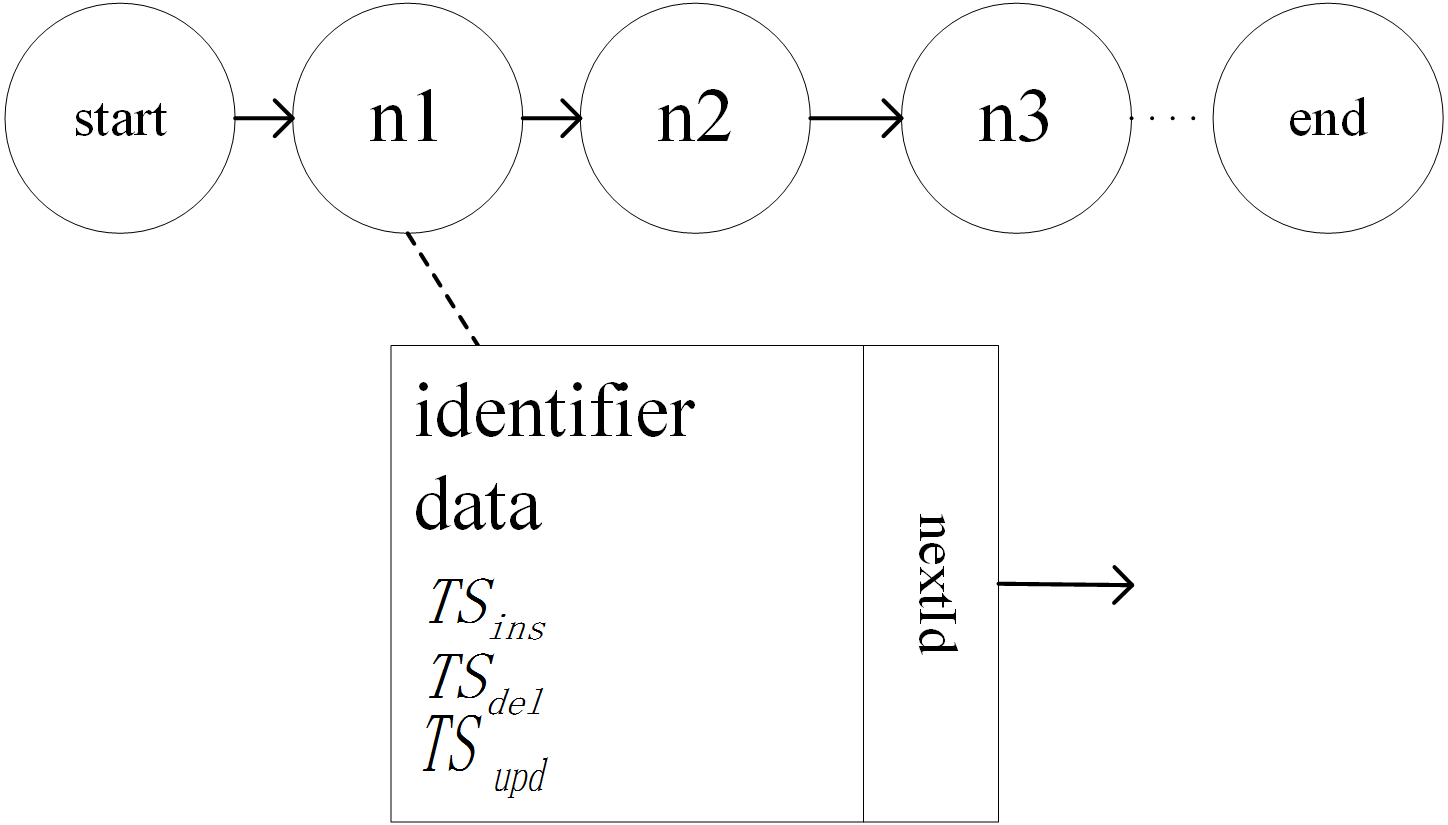 start n1 n2 n3 end
identifier
data
TSins
TSdel
TSupd
nextId